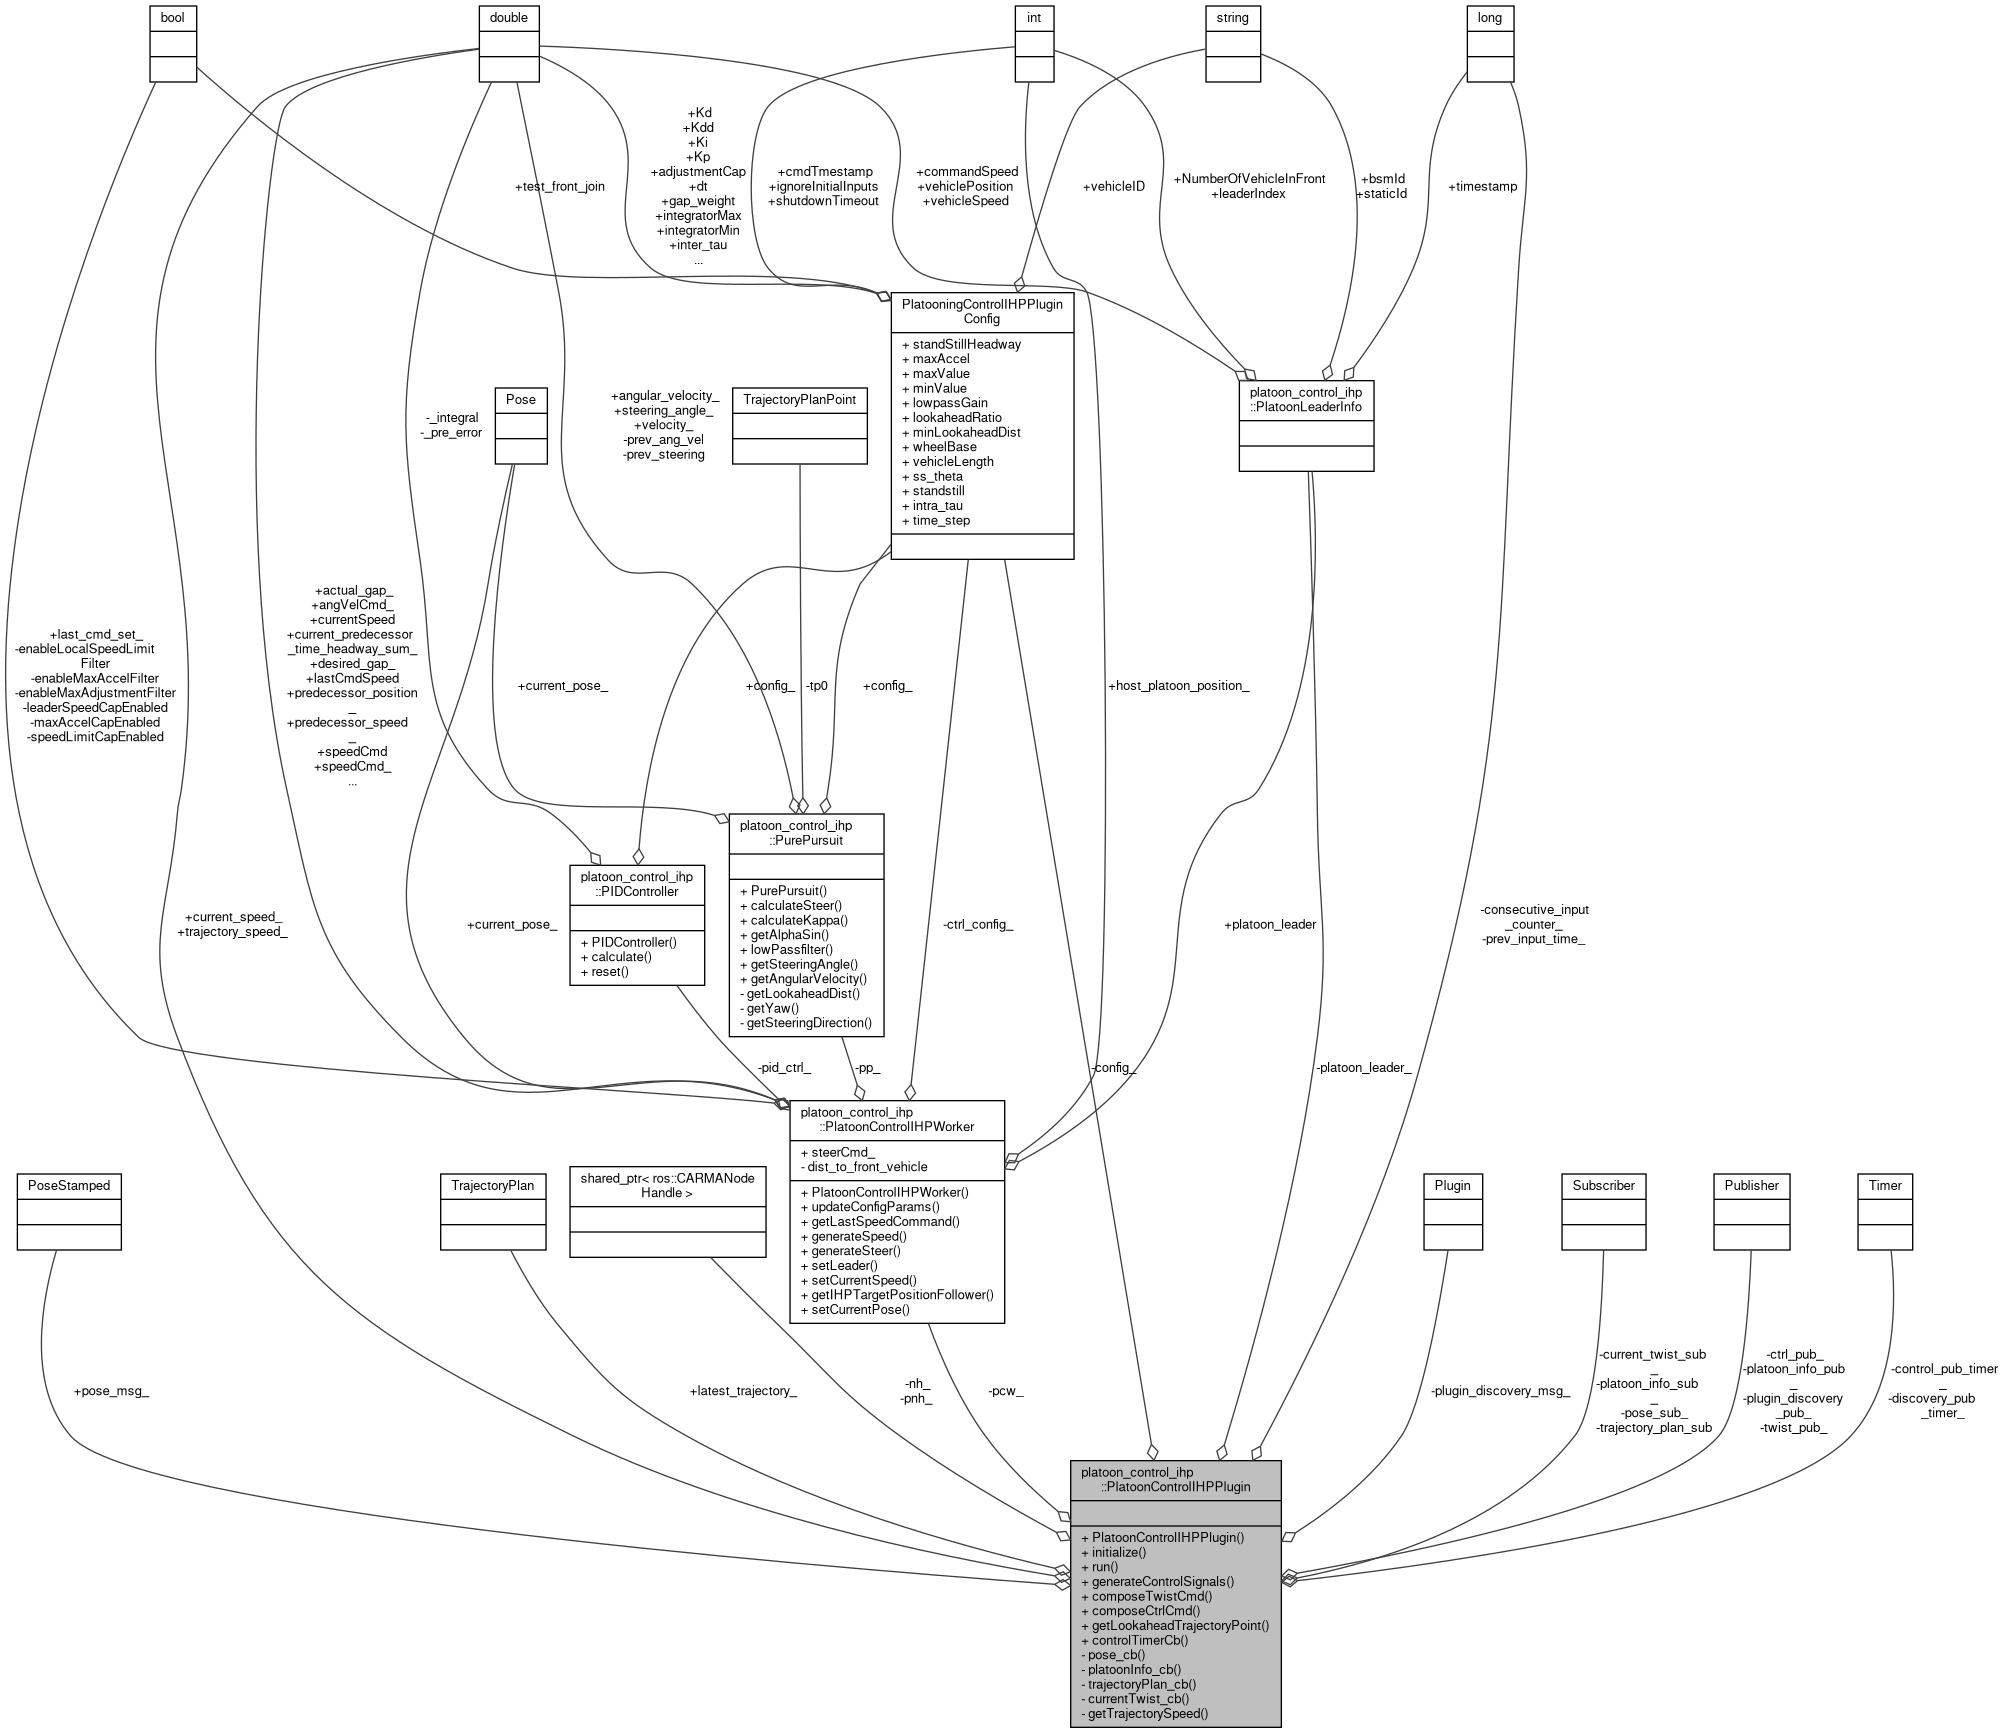 bool
double
int
string
long
+Kd
+Kdd
+Ki
+Kp
+adjustmentCap
+dt
+gap_weight
+integratorMax
+integratorMin
+inter_tau
...
+test_front_join
+cmdTmestamp
+ignoreInitialInputs
+shutdownTimeout
+commandSpeed
+vehiclePosition
+vehicleSpeed
+vehicleID
+NumberOfVehicleInFront
+leaderIndex
+bsmId
+staticId
+timestamp
PlatooningControlIHPPlugin
Config
+ standStillHeadway
+ maxAccel
+ maxValue
+ minValue
+ lowpassGain
+ lookaheadRatio
+ minLookaheadDist
+ wheelBase
+ vehicleLength
+ ss_theta
+ standstill
+ intra_tau
+ time_step
platoon_control_ihp
::PlatoonLeaderInfo
Pose
TrajectoryPlanPoint
-_integral
-_pre_error
+angular_velocity_
+steering_angle_
+velocity_
-prev_ang_vel
-prev_steering
+last_cmd_set_
-enableLocalSpeedLimit
Filter
-enableMaxAccelFilter
-enableMaxAdjustmentFilter
-leaderSpeedCapEnabled
-maxAccelCapEnabled
-speedLimitCapEnabled
+actual_gap_
+angVelCmd_
+currentSpeed
+current_predecessor
_time_headway_sum_
+desired_gap_
+lastCmdSpeed
+predecessor_position
_
+predecessor_speed
_
+speedCmd
+speedCmd_
...
+current_pose_
+config_
-tp0
+config_
+host_platoon_position_
platoon_control_ihp
::PurePursuit
+ PurePursuit()
+ calculateSteer()
+ calculateKappa()
+ getAlphaSin()
+ lowPassfilter()
+ getSteeringAngle()
+ getAngularVelocity()
- getLookaheadDist()
- getYaw()
- getSteeringDirection()
platoon_control_ihp
::PIDController
+ PIDController()
+ calculate()
+ reset()
+current_speed_
+trajectory_speed_
+current_pose_
-ctrl_config_
+platoon_leader
-consecutive_input
_counter_
-prev_input_time_
-pid_ctrl_
-pp_
-config_
-platoon_leader_
platoon_control_ihp
::PlatoonControlIHPWorker
+ steerCmd_
- dist_to_front_vehicle
+ PlatoonControlIHPWorker()
+ updateConfigParams()
+ getLastSpeedCommand()
+ generateSpeed()
+ generateSteer()
+ setLeader()
+ setCurrentSpeed()
+ getIHPTargetPositionFollower()
+ setCurrentPose()
PoseStamped
TrajectoryPlan
shared_ptr< ros::CARMANode
Handle >
Plugin
Subscriber
Publisher
Timer
+pose_msg_
+latest_trajectory_
-nh_
-pnh_
-pcw_
-plugin_discovery_msg_
-current_twist_sub
_
-platoon_info_sub
_
-pose_sub_
-trajectory_plan_sub
-ctrl_pub_
-platoon_info_pub
_
-plugin_discovery
_pub_
-twist_pub_
-control_pub_timer
_
-discovery_pub
_timer_
platoon_control_ihp
::PlatoonControlIHPPlugin
+ PlatoonControlIHPPlugin()
+ initialize()
+ run()
+ generateControlSignals()
+ composeTwistCmd()
+ composeCtrlCmd()
+ getLookaheadTrajectoryPoint()
+ controlTimerCb()
- pose_cb()
- platoonInfo_cb()
- trajectoryPlan_cb()
- currentTwist_cb()
- getTrajectorySpeed()